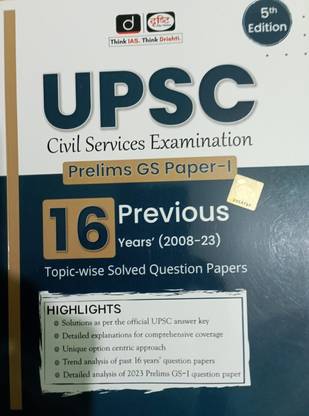 d
दृष्टि
Think IAS. Think Drishti.
5th
Edition
UPSC
Civil Services Examination
Prelims GS Paper-I
16 Previous
Years' (2008-23)
Topic-wise Solved Question Papers
HIGHLIGHTS
Solutions as per the official UPSC answer key
Detailed explanations for comprehensive coverage
Unique option centric approach
Trend analysis of past 16 years' question papers
Detailed analysis of 2023 Prelims GS-I question paper